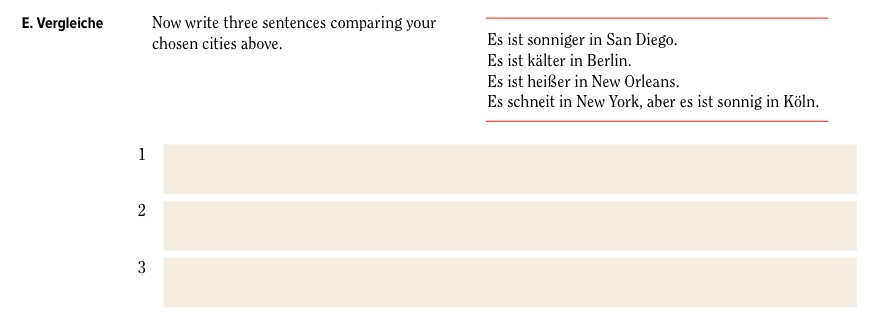 E. Vergleiche
Now write three sentences comparing your
chosen cities above.
Es ist sonniger in San Diego.
Es ist kälter in Berlin.
Es ist heißer in New Orleans.
Es schneit in New York, aber es ist sonnig in Köln.
1
2
3